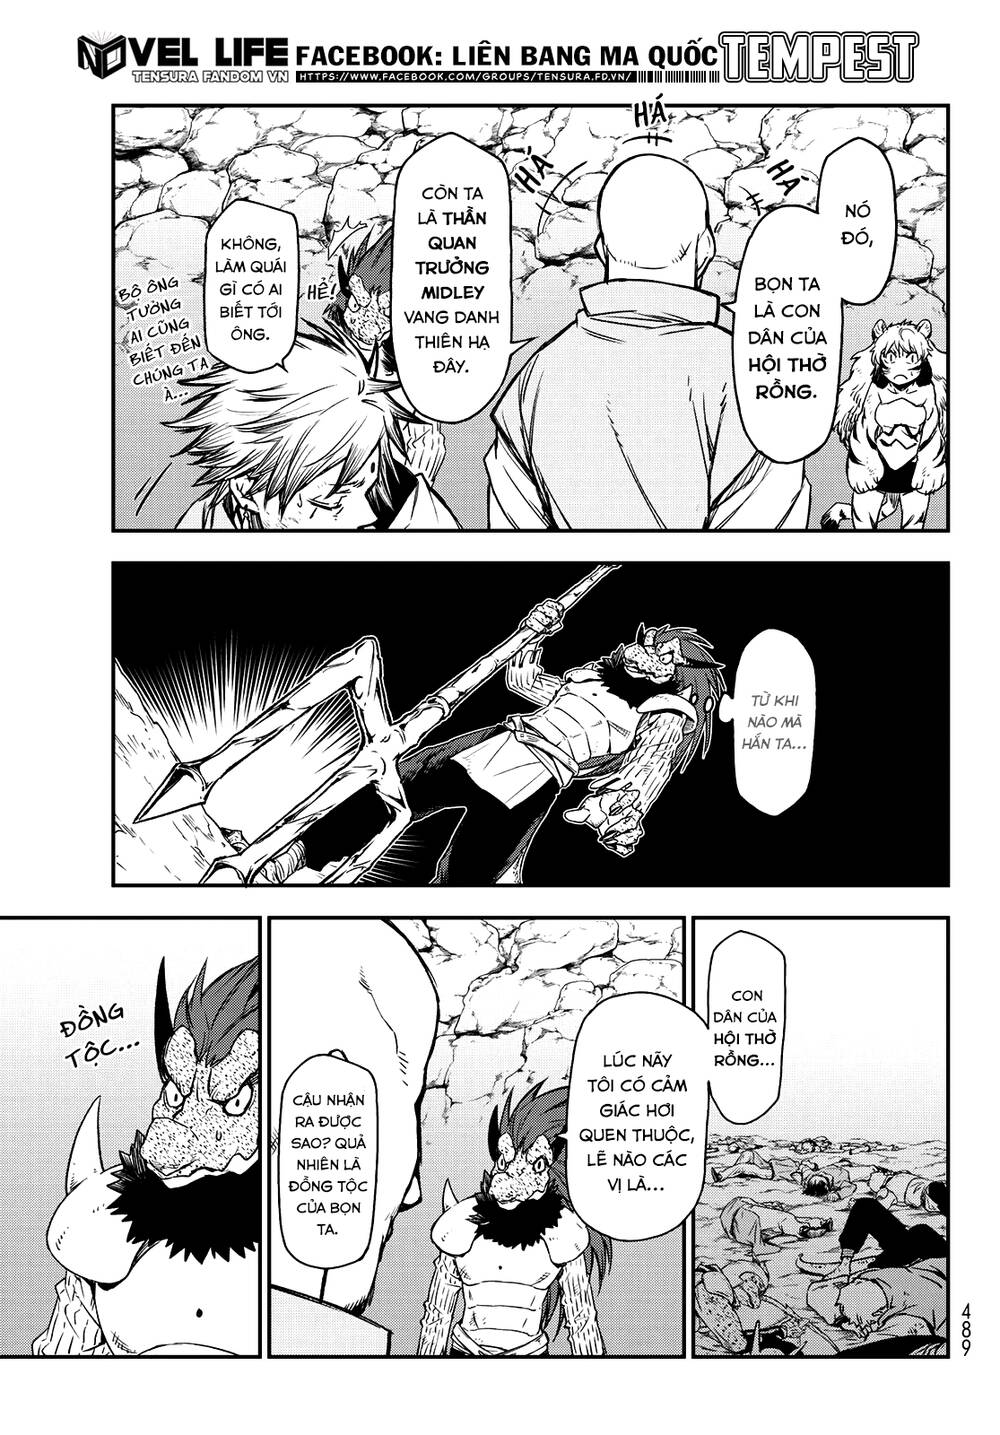 NOVEL LIFE
TENSURA FANDOM VN
FACEBOOK: LIÊN BANG MA QUỐC
TEMPEST
HTTPS://WWW.FACEBOOK.COM/GROUPS/TENSURA.FD.VN/
HÁ
HÁ
HÁ
NÓ
ĐÓ,
BỌN TA
LÀ CON
DÂN CỦA
HỘI THỜ
RỒNG.
CÒN TA
LÀ THẦN
QUAN
TRƯỞNG
MIDLEY
VANG DANH
THIÊN HẠ
ĐÂY.
HỂ!
KHÔNG,
LÀM QUÁI
GÌ CÓ AI
BIẾT TỚI
ÔNG.
BỘ ÔNG
TƯỞNG
AI CŨNG
BIẾT ĐẾN
CHÚNG TA
À...
TỪ KHI
NÀO MÀ
HẮN TA...
CON
DÂN CỦA
HỘI THỜ
RỒNG...
LÚC NÃY
TÔI CÓ CẢM
GIÁC HƠI
QUEN THUỘC,
LẼ NÀO CÁC
VỊ LÀ...
CẬU NHẬN
RA ĐƯỢC
SAO? QUẢ
NHIÊN LÀ
ĐỒNG TỘC
CỦA BỌN
TA.
ĐỒNG
TỘC...
489